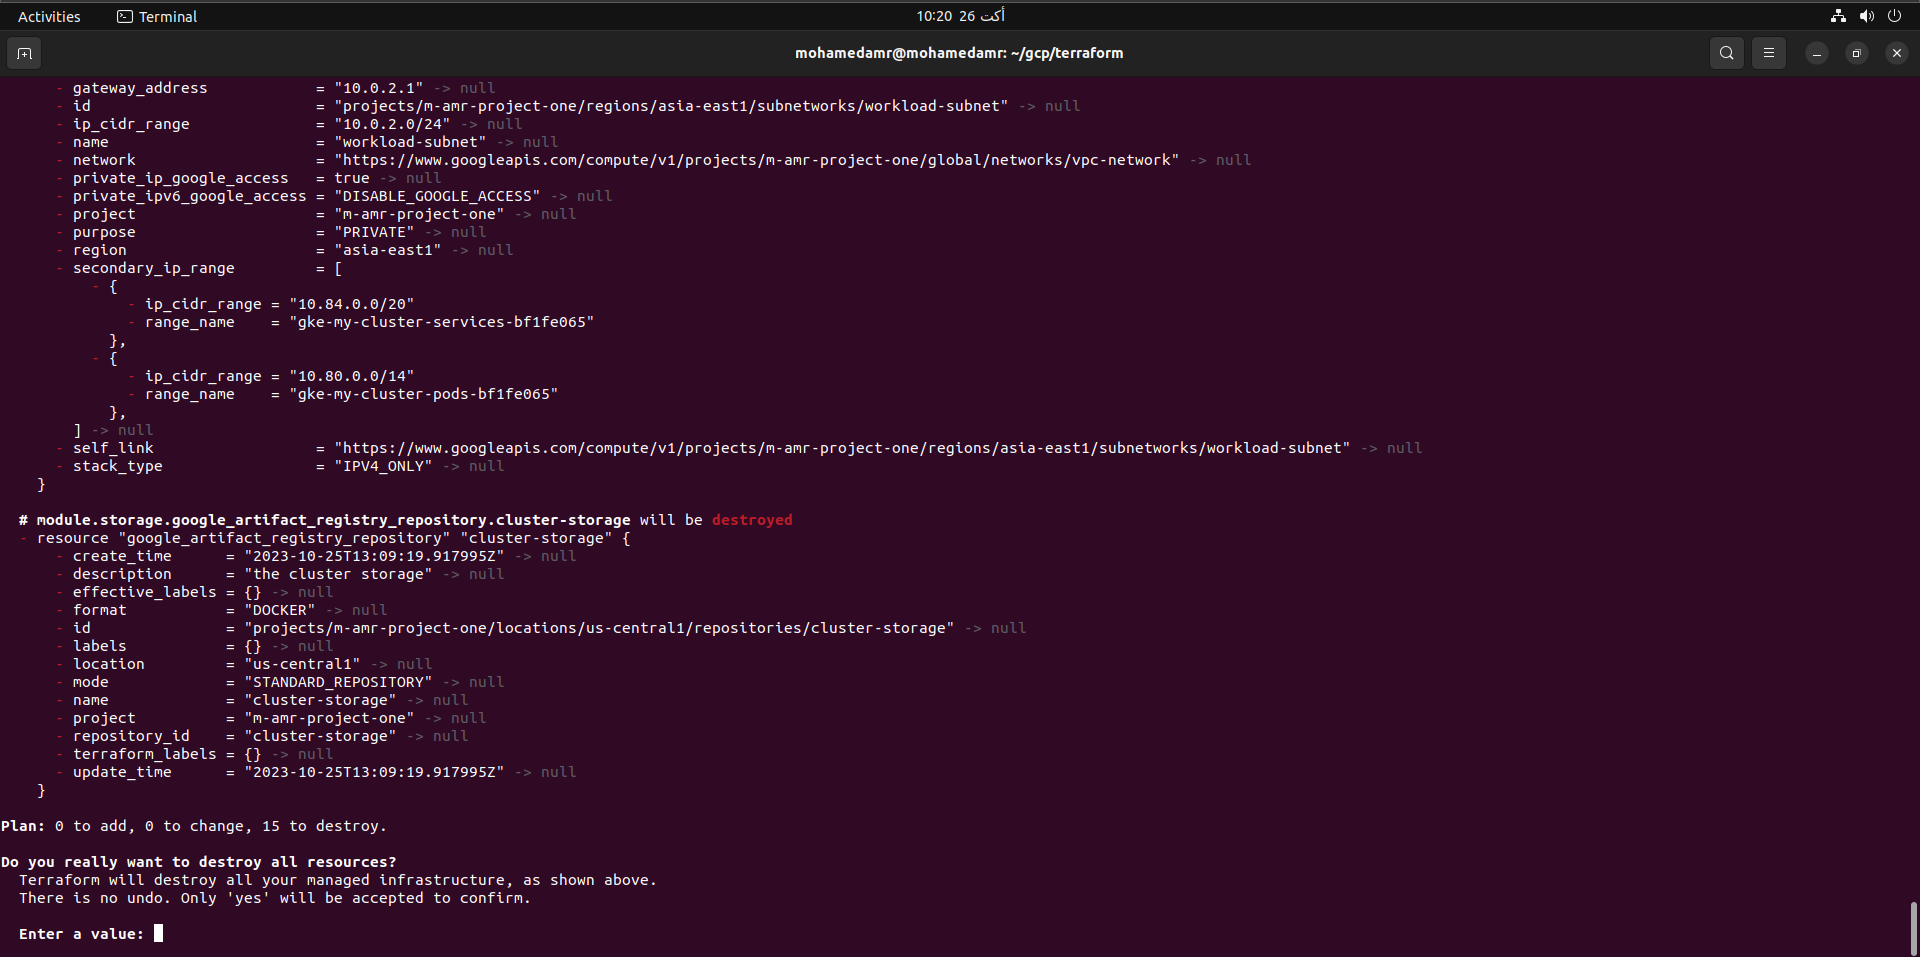 Activities
Terminal
10:20 26 أكت
mohamedamr@mohamedamr: ~/gcp/terraform
- gateway_address            = "10.0.2.1" -> null
- id                         = "projects/m-amr-project-one/regions/asia-east1/subnetworks/workload-subnet" -> null
- ip_cidr_range              = "10.0.2.0/24" -> null
- name                       = "workload-subnet" -> null
- network                    = "https://www.googleapis.com/compute/v1/projects/m-amr-project-one/global/networks/vpc-network" -> null
- private_ip_google_access   = true -> null
- private_ipv6_google_access = "DISABLE_GOOGLE_ACCESS" -> null
- project                    = "m-amr-project-one" -> null
- purpose                    = "PRIVATE" -> null
- region                     = "asia-east1" -> null
- secondary_ip_range         = [
- {
- ip_cidr_range = "10.84.0.0/20"
- range_name    = "gke-my-cluster-services-bf1fe065"
},
- {
- ip_cidr_range = "10.80.0.0/14"
- range_name    = "gke-my-cluster-pods-bf1fe065"
},
] -> null
- self_link                  = "https://www.googleapis.com/compute/v1/projects/m-amr-project-one/regions/asia-east1/subnetworks/workload-subnet" -> null
- stack_type                 = "IPV4_ONLY" -> null
}
# module.storage.google_artifact_registry_repository.cluster-storage will be destroyed
- resource "google_artifact_registry_repository" "cluster-storage" {
- create_time      = "2023-10-25T13:09:19.917995Z" -> null
- description      = "the cluster storage" -> null
- effective_labels = {} -> null
- format           = "DOCKER" -> null
- id               = "projects/m-amr-project-one/locations/us-central1/repositories/cluster-storage" -> null
- labels           = {} -> null
- location         = "us-central1" -> null
- mode             = "STANDARD_REPOSITORY" -> null
- name             = "cluster-storage" -> null
- project          = "m-amr-project-one" -> null
- repository_id    = "cluster-storage" -> null
- terraform_labels = {} -> null
- update_time      = "2023-10-25T13:09:19.917995Z" -> null
}
Plan: 0 to add, 0 to change, 15 to destroy.
Do you really want to destroy all resources?
Terraform will destroy all your managed infrastructure, as shown above.
There is no undo. Only 'yes' will be accepted to confirm.
Enter a value: